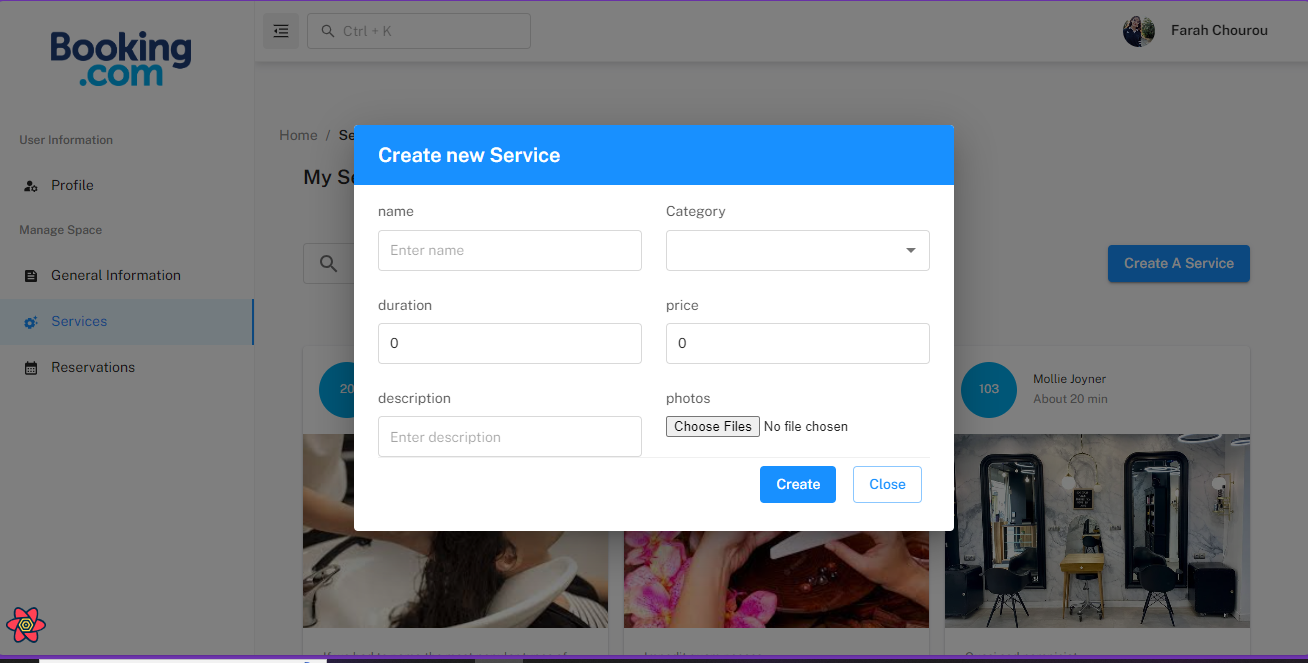 Booking
.com
Ctrl + K
Farah Chourou
User Information
Profile
Manage Space
General Information
Services
Reservations
Home / Se
My Se
Create A Service
Create new Service
name
Category
Enter name
duration
price
0
0
description
photos
Enter description
Choose Files No file chosen
Create
Close
20
103
Mollie Joyner
About 20 min